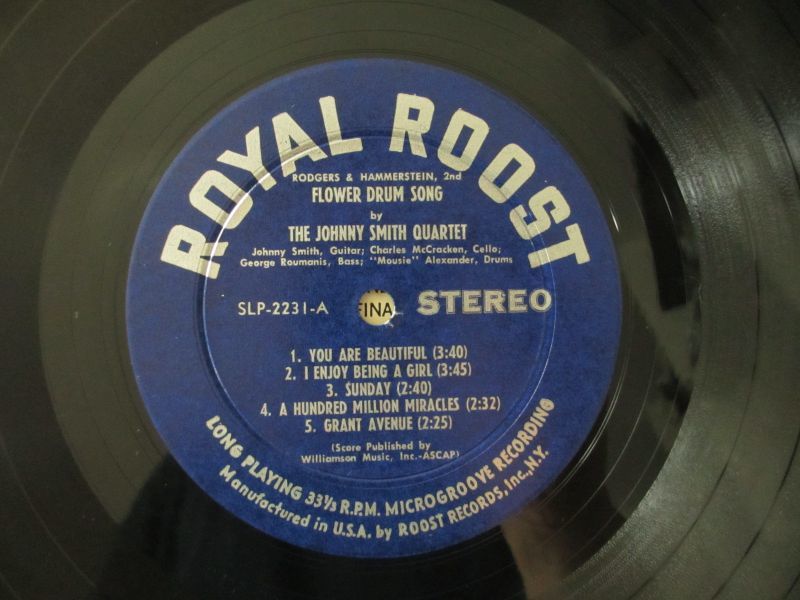 ROYAL ROOST
RODGERS & HAMMERSTEIN, 2nd
FLOWER DRUM SONG
by
THE JOHNNY SMITH QUARTET
Johnny Smith, Guitar; Charles McCracken, Cello;
George Roumanis, Bass; "Mousie" Alexander, Drums
SLP-2231-A
FINA
STEREO
1. YOU ARE BEAUTIFUL (3:40)
2. I ENJOY BEING A GIRL (3:45)
3. SUNDAY (2:40)
4. A HUNDRED MILLION MIRACLES (2:32)
5. GRANT AVENUE (2:25)
(Score Published by
Williamson Music, Inc.-ASCAP)
LONG PLAYING 33⅓ R.P.M. MICROGROOVE RECORDING
Manufactured in U.S.A. by ROOST RECORDS, Inc., N.Y.